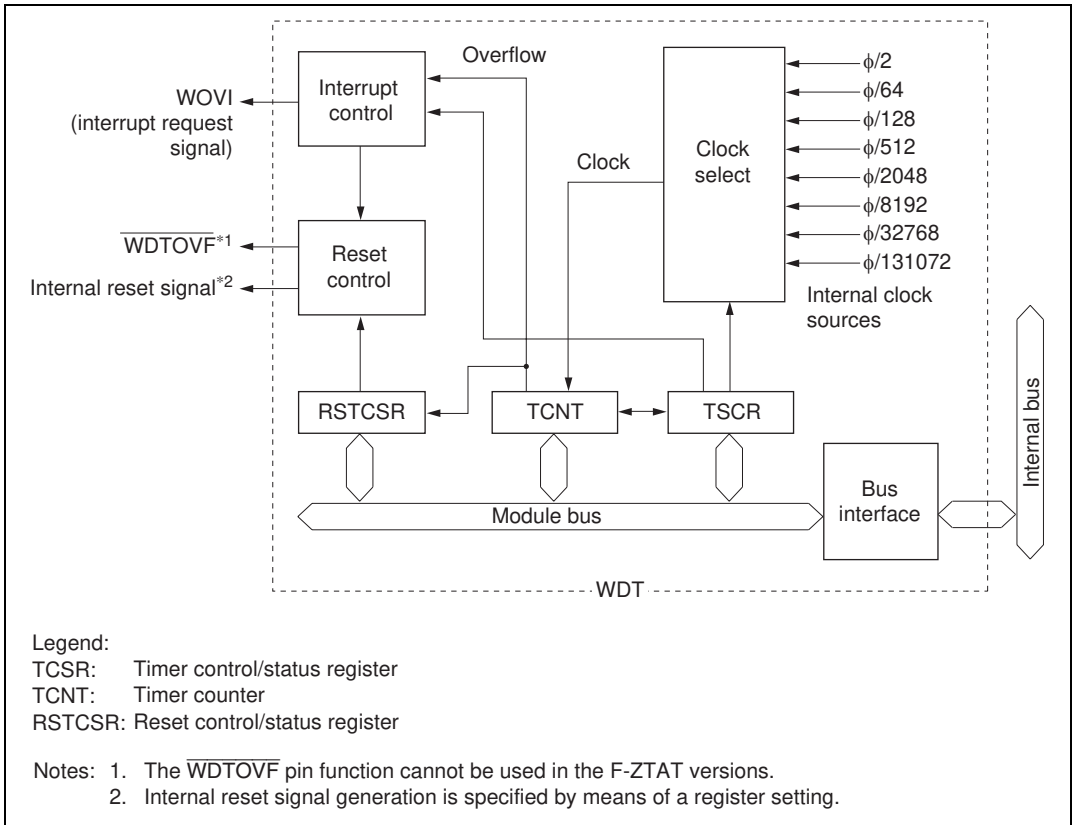 Overflow
Interrupt
control
WOVI
(interrupt request
signal)
Clock
Clock
select
ϕ/2
ϕ/64
ϕ/128
ϕ/512
ϕ/2048
ϕ/8192
ϕ/32768
ϕ/131072
Internal clock
sources
WDTOVF*1
Internal reset signal*2
Reset
control
RSTCSR
TCNT
TSCR
Module bus
Bus
interface
Internal bus
WDT
Legend:
TCSR: Timer control/status register
TCNT: Timer counter
RSTCSR: Reset control/status register
Notes: 1. The WDTOVF pin function cannot be used in the F-ZTAT versions.
2. Internal reset signal generation is specified by means of a register setting.